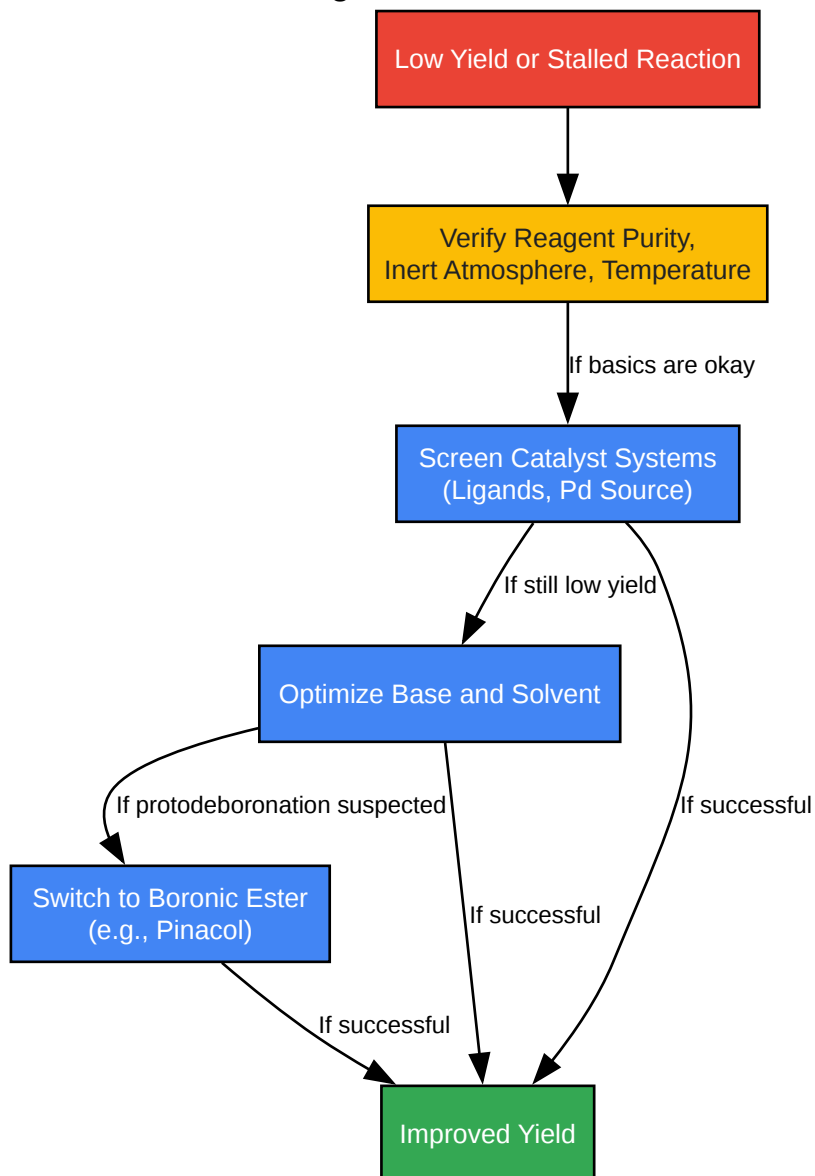 Low Yield or Stalled Reaction
Verify Reagent Purity,
Inert Atmosphere, Temperature
If basics are okay
Screen Catalyst Systems
(Ligands, Pd Source)
If still low yield
Optimize Base and Solvent
If protodeboronation suspected
If successful
Switch to Boronic Ester
(e.g., Pinacol)
If successful
If successful
Improved Yield